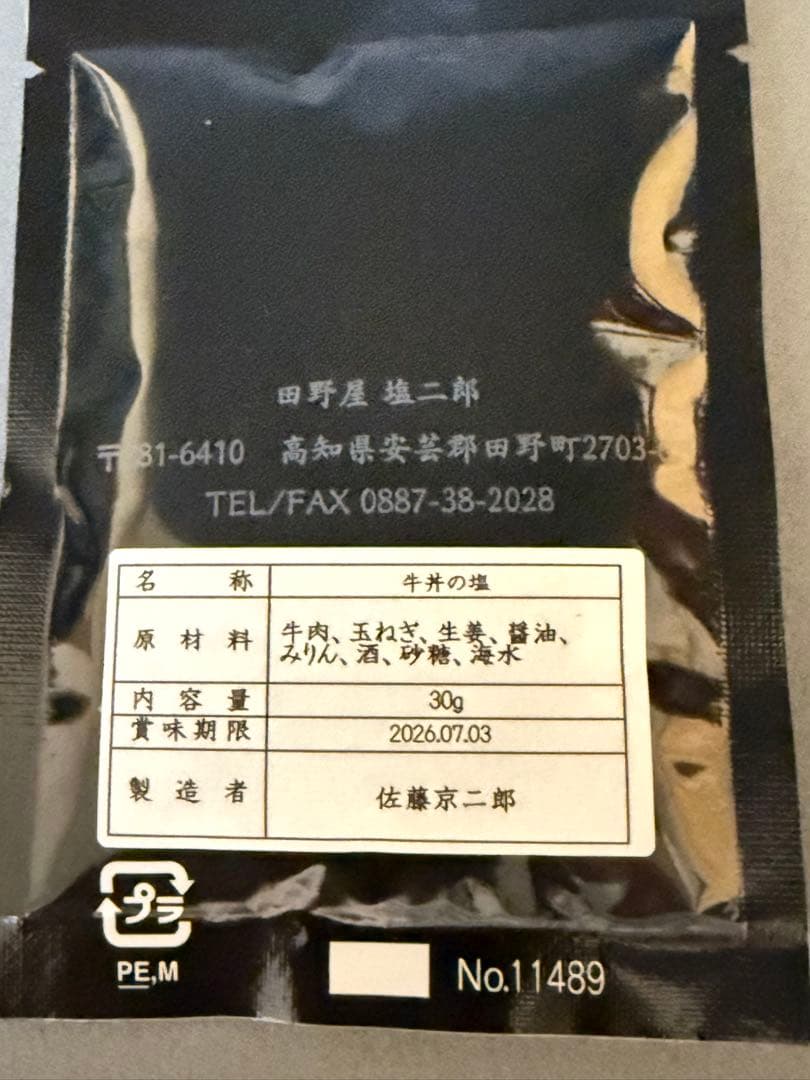 田野屋 塩二郎
〒 81-6410 高知県安芸郡田野町2703-
TEL/FAX 0887-38-2028
名称 牛丼の塩
原材料 牛肉、玉ねぎ、生姜、醤油、
みりん、酒、砂糖、海水
内容量 30g
賞味期限 2026.07.03
製造者 佐藤京二郎
プラ
PE,M
No.11489